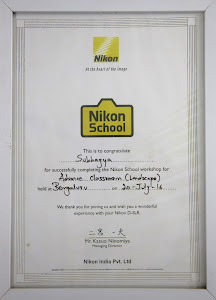 Nikon
At the heart of the image
Nikon
School
This is to congratulate
for successfully completing the Nikon School workshop for
Advance Classroom (Landscape)
held at Bengaluru on 20-July-16
We thank you for joining us and wish you a wonderful
experience with your Nikon D-SLR.
Mr. Kazuo Ninomiya
Managing Director
Nikon India Pvt. Ltd